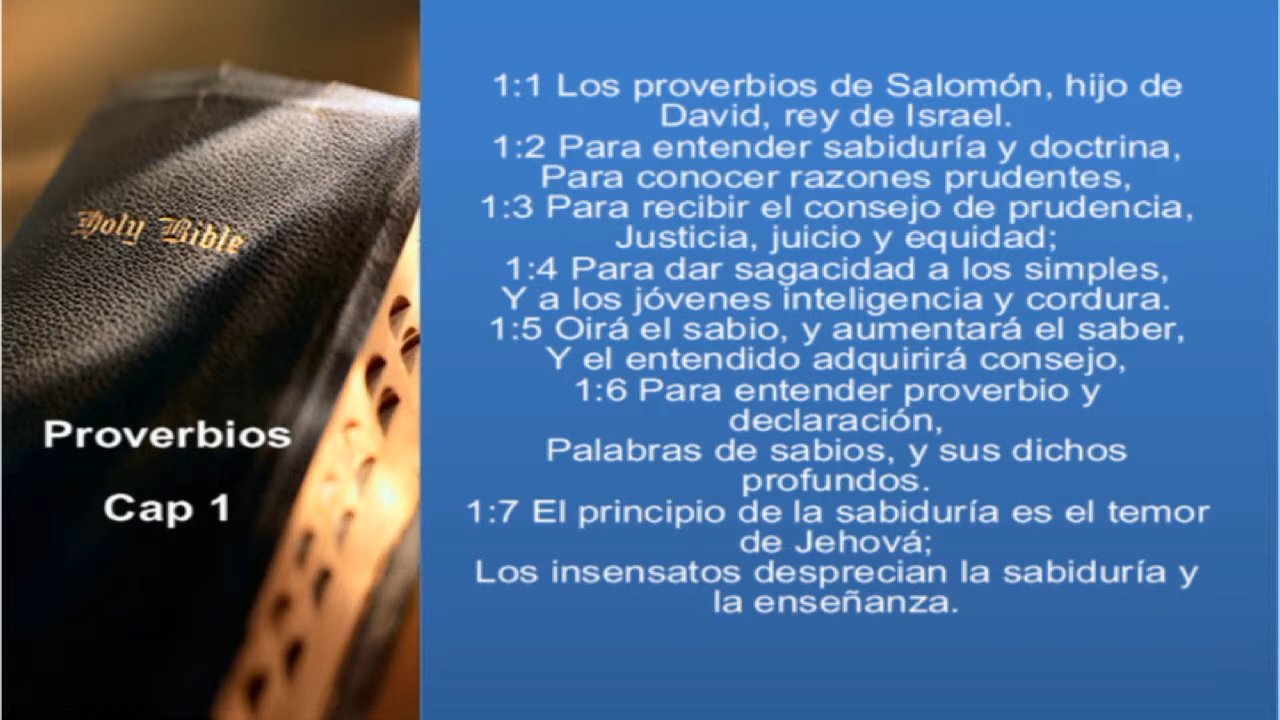 Holy Bible
Proverbios
Cap 1
1:1 Los proverbios de Salomón, hijo de
David, rey de Israel.
1:2 Para entender sabiduría y doctrina,
Para conocer razones prudentes,
1:3 Para recibir el consejo de prudencia,
Justicia, juicio y equidad;
1:4 Para dar sagacidad a los simples,
Y a los jóvenes inteligencia y cordura.
1:5 Oirá el sabio, y aumentará el saber,
Y el entendido adquirirá consejo,
1:6 Para entender proverbio y
declaración,
Palabras de sabios, y sus dichos
profundos.
1:7 El principio de la sabiduría es el temor
de Jehová;
Los insensatos desprecian la sabiduría y
la enseñanza.